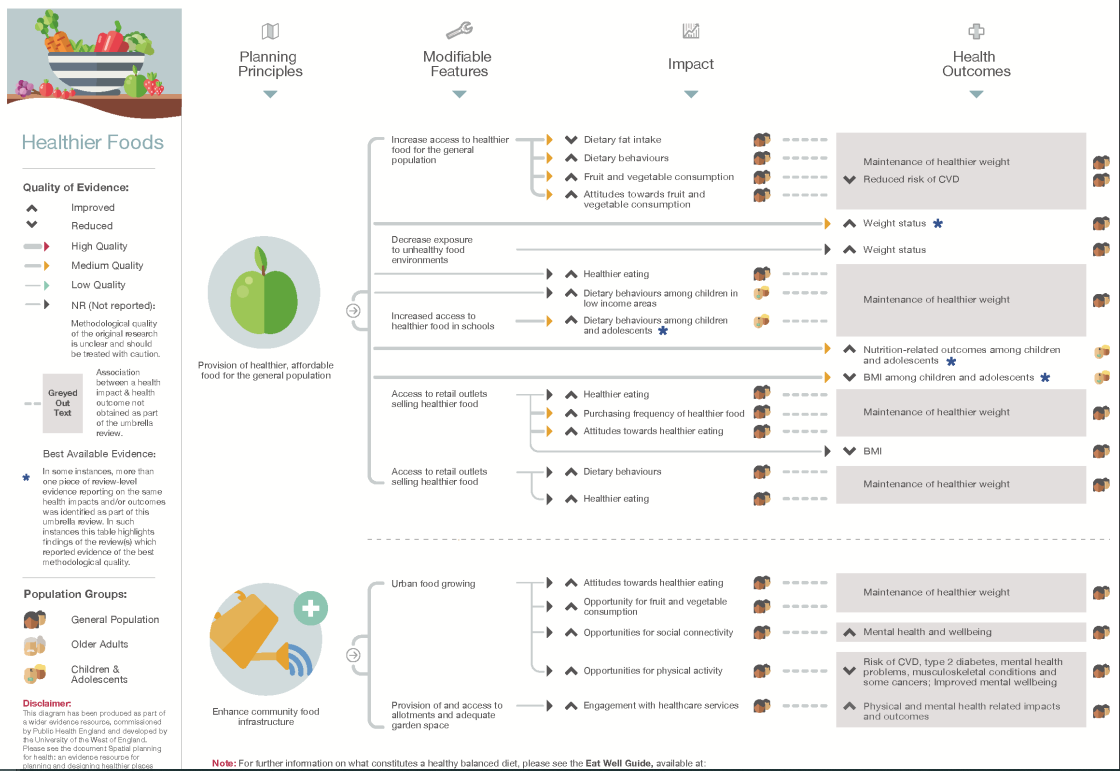 Healthier Foods
Quality of Evidence:
Improved
Reduced
High Quality
Medium Quality
Low Quality
NR (Not reported):
Methodological quality
of the original research
is unclear and should
be treated with caution.
Greyed
Out
Text
Association
between a health
impact & health
outcome not
obtained as part
of the umbrella
review.
Best Available Evidence:
In some instances, more than
one piece of review-level
evidence reporting on the same
health impacts and/or outcomes
was identified as part of this
umbrella review. In such
instances this table highlights
findings of the review(s) which
reported evidence of the best
methodological quality.
Population Groups:
General Population
Older Adults
Children &
Adolescents
Disclaimer:
This diagram has been produced as part of
a wider evidence resource, commissioned
by Public Health England and developed by
the University of the West of England.
Please see the document Spatial planning
for health: an evidence resource for
planning and designing healthier places
Planning
Principles
Modifiable
Features
Impact
Health
Outcomes
Provision of healthier, affordable
food for the general population
Increase access to healthier
food for the general
population
Dietary fat intake
Dietary behaviours
Fruit and vegetable consumption
Attitudes towards fruit and
vegetable consumption
Maintenance of healthier weight
Reduced risk of CVD
Weight status *
Decrease exposure
to unhealthy food
environments
Weight status
Healthier eating
Dietary behaviours among children in
low income areas
Increased access to
healthier food in schools
Dietary behaviours among children
and adolescents *
Maintenance of healthier weight
Nutrition-related outcomes among children
and adolescents *
BMI among children and adolescents *
Access to retail outlets
selling healthier food
Healthier eating
Purchasing frequency of healthier food
Attitudes towards healthier eating
Maintenance of healthier weight
BMI
Access to retail outlets
selling healthier food
Dietary behaviours
Healthier eating
Maintenance of healthier weight
Enhance community food
infrastructure
Urban food growing
Attitudes towards healthier eating
Opportunity for fruit and vegetable
consumption
Maintenance of healthier weight
Opportunities for social connectivity
Mental health and wellbeing
Opportunities for physical activity
Risk of CVD, type 2 diabetes, mental health
problems, musculoskeletal conditions and
some cancers; Improved mental wellbeing
Provision of and access to
allotments and adequate
garden space
Engagement with healthcare services
Physical and mental health related impacts
and outcomes
Note: For further information on what constitutes a healthy balanced diet, please see the Eat Well Guide, available at: